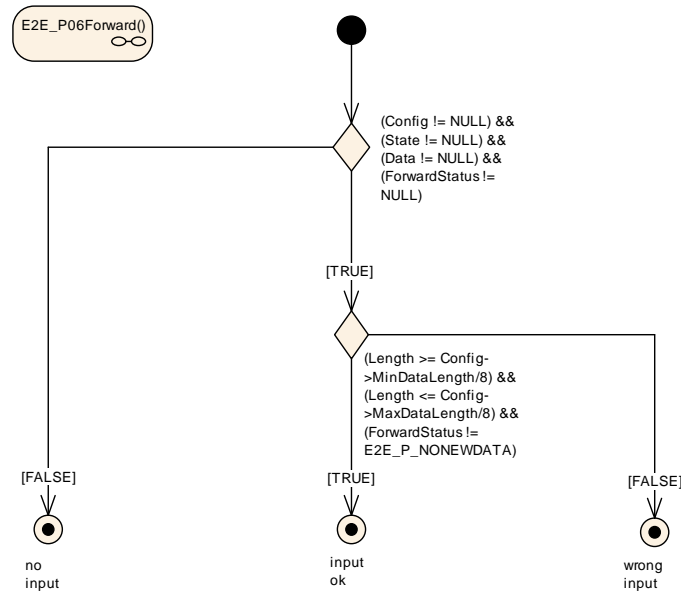 E2E_P06Forward()
(Config != NULL) &&
(State != NULL) &&
(Data != NULL) &&
(ForwardStatus !=
NULL)
[TRUE]
(Length >= Config-
>MinDataLength/8) &&
(Length <= Config-
>MaxDataLength/8) &&
(ForwardStatus !=
E2E_P_NONEWDATA)
[FALSE]
[TRUE]
[FALSE]
no
input
input
ok
wrong
input